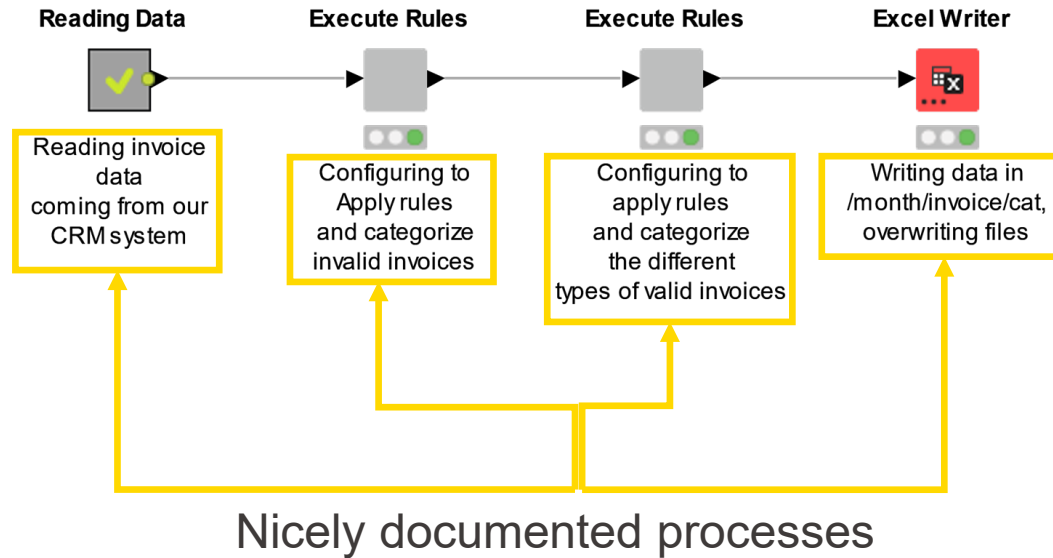 Reading Data
Execute Rules
Execute Rules
Excel Writer
Reading invoice
data
coming from our
CRM system
Configuring to
Apply rules
and categorize
invalid invoices
Configuring to
apply rules
and categorize
the different
types of valid invoices
Writing data in
/month/invoice/cat,
overwriting files
Nicely documented processes